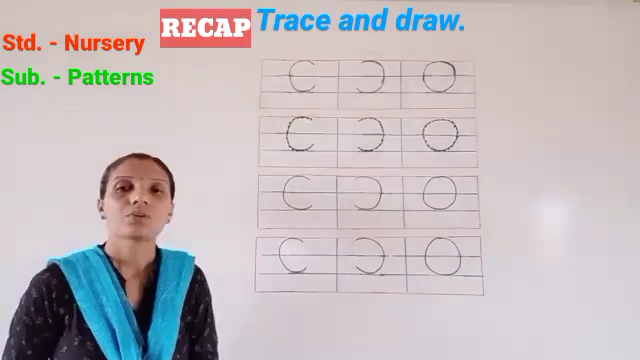 RECAP Trace and draw.
Std. - Nursery
Sub. - Patterns